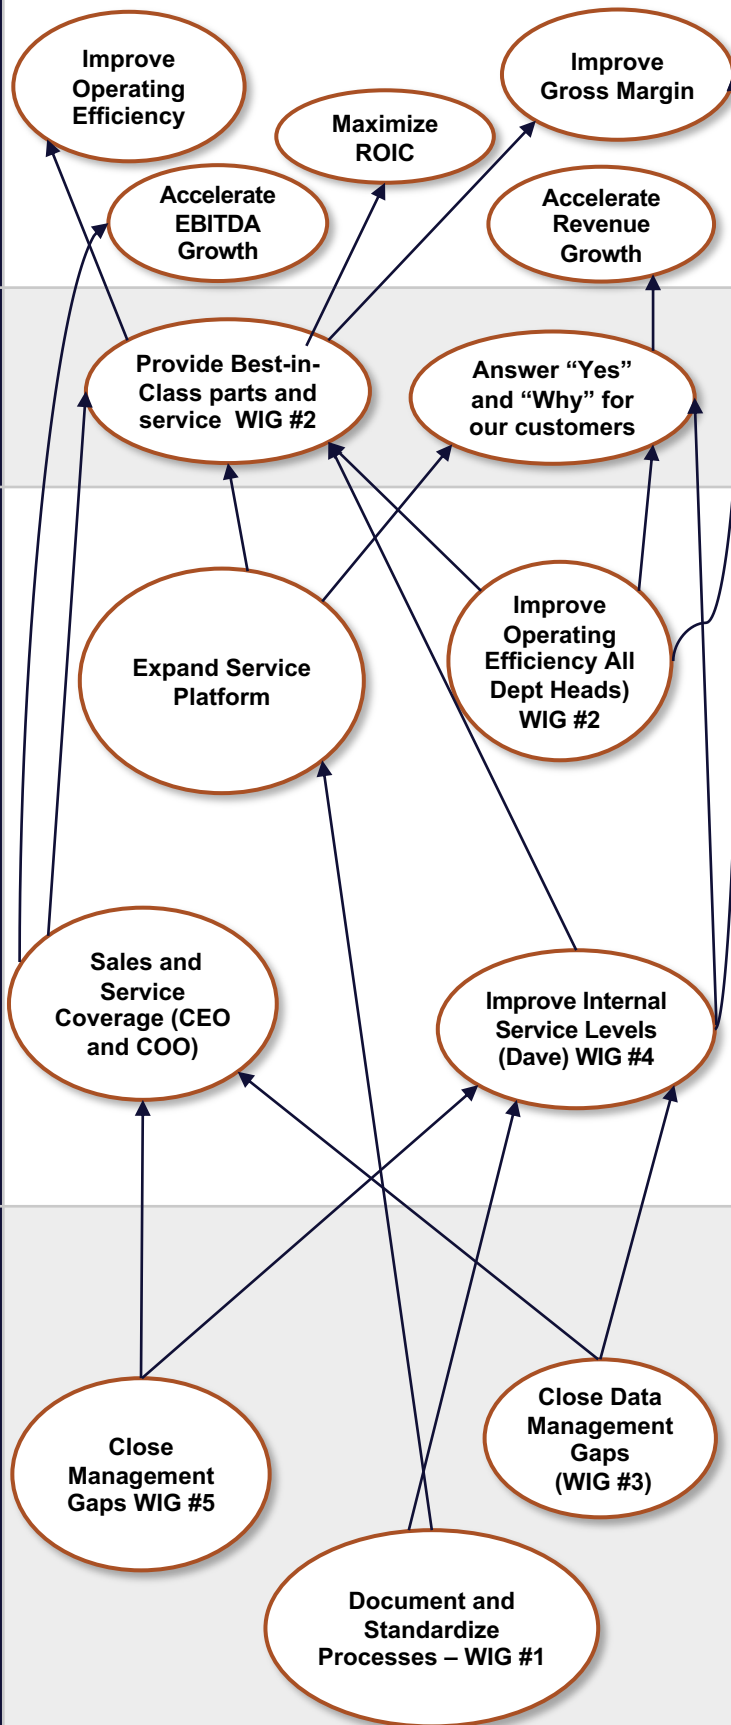 Improve
Operating
Efficiency
Improve
Gross Margin
Maximize
ROIC
Accelerate
EBITDA
Growth
Accelerate
Revenue
Growth
Provide Best-in-
Class parts and
service WIG #2
Answer “Yes”
and “Why” for
our customers
Expand Service
Platform
Improve
Operating
Efficiency All
Dept Heads)
WIG #2
Sales and
Service
Coverage (CEO
and COO)
Improve Internal
Service Levels
(Dave) WIG #4
Close
Management
Gaps WIG #5
Close Data
Management
Gaps
(WIG #3)
Document and
Standardize
Processes – WIG #1